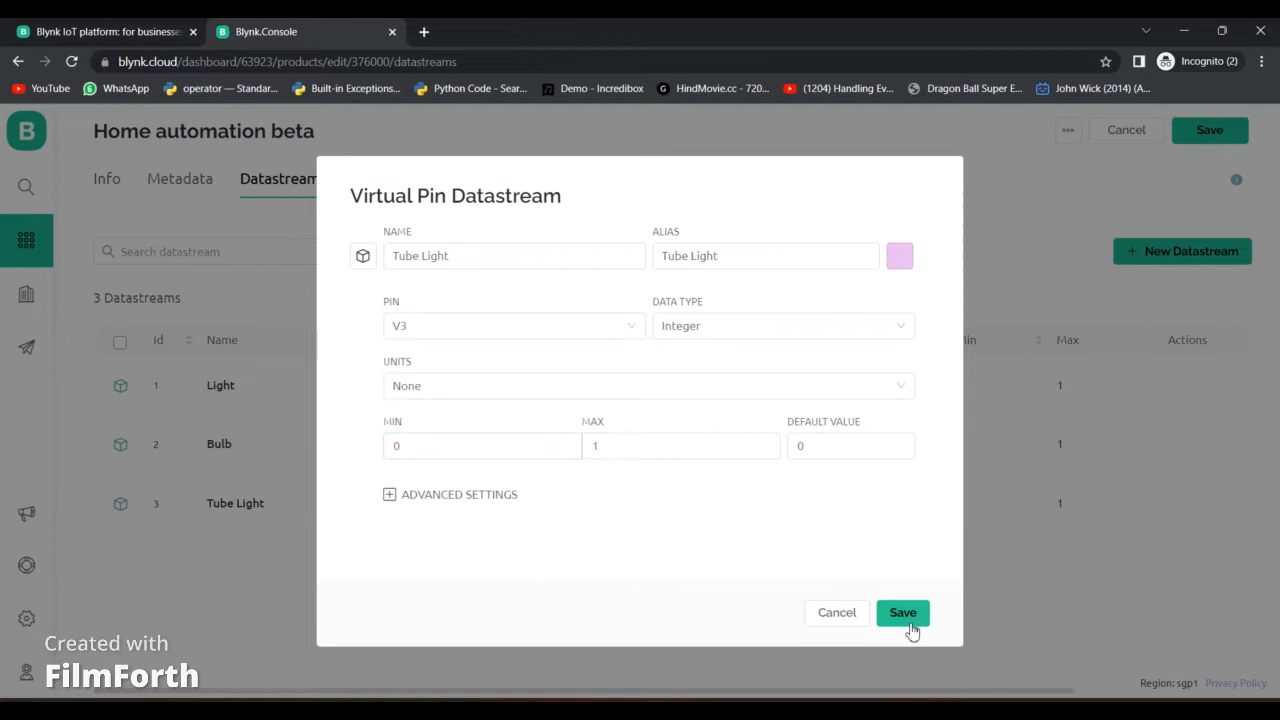 Blynk IoT platform: for businesse
Blynk.Console
blynk.cloud/dashboard/63923/products/edit/376000/datastreams
Incognito (2)
YouTube
WhatsApp
operator — Standar...
Built-in Exceptions...
Python Code - Sear...
Demo - Incredibox
HindMovie.cc - 720...
(1204) Handling Ev...
Dragon Ball Super E...
John Wick (2014) (A...
B
Home automation beta
Cancel
Save
Info
Metadata
Datastream
Search datastream
New Datastream
3 Datastreams
Id
Name
in
Max
Actions
1
Light
1
2
Bulb
1
3
Tube Light
1
Virtual Pin Datastream
NAME
ALIAS
Tube Light
Tube Light
PIN
DATA TYPE
V3
Integer
UNITS
None
MIN
MAX
DEFAULT VALUE
0
1
0
ADVANCED SETTINGS
Cancel
Save
Created with
FilmForth
Region: sgp1
Privacy Policy